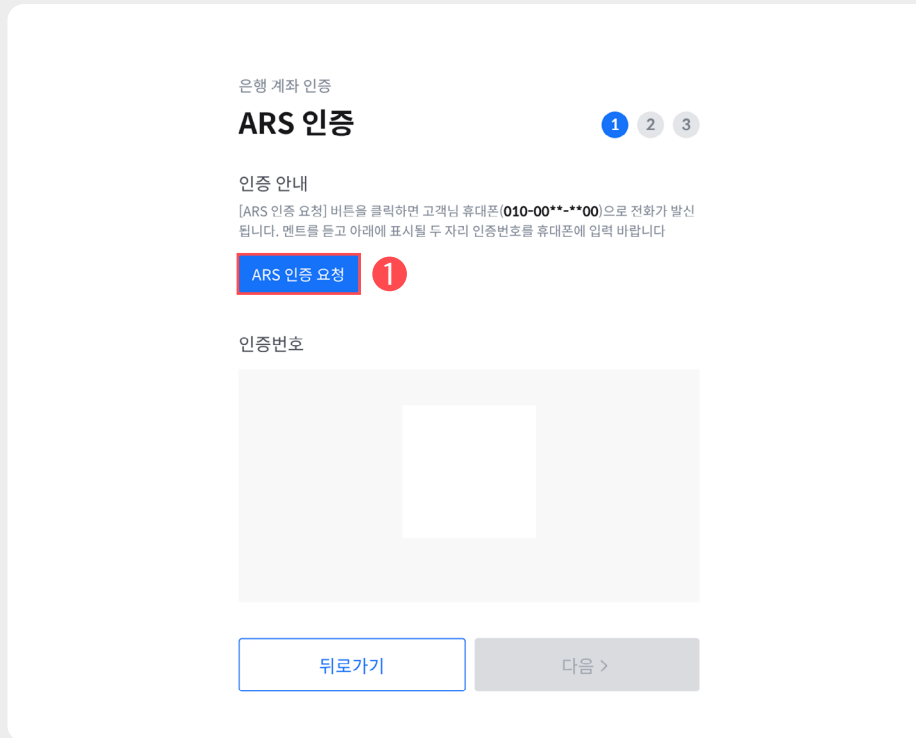 은행 계좌 인증
ARS 인증
1 2 3
인증 안내
[ARS 인증 요청] 버튼을 클릭하면 고객님 휴대폰(010-00**-**00)으로 전화가 발신
됩니다. 멘트를 듣고 아래에 표시될 두 자리 인증번호를 휴대폰에 입력 바랍니다
ARS 인증 요청 1
인증번호
뒤로가기 다음 >